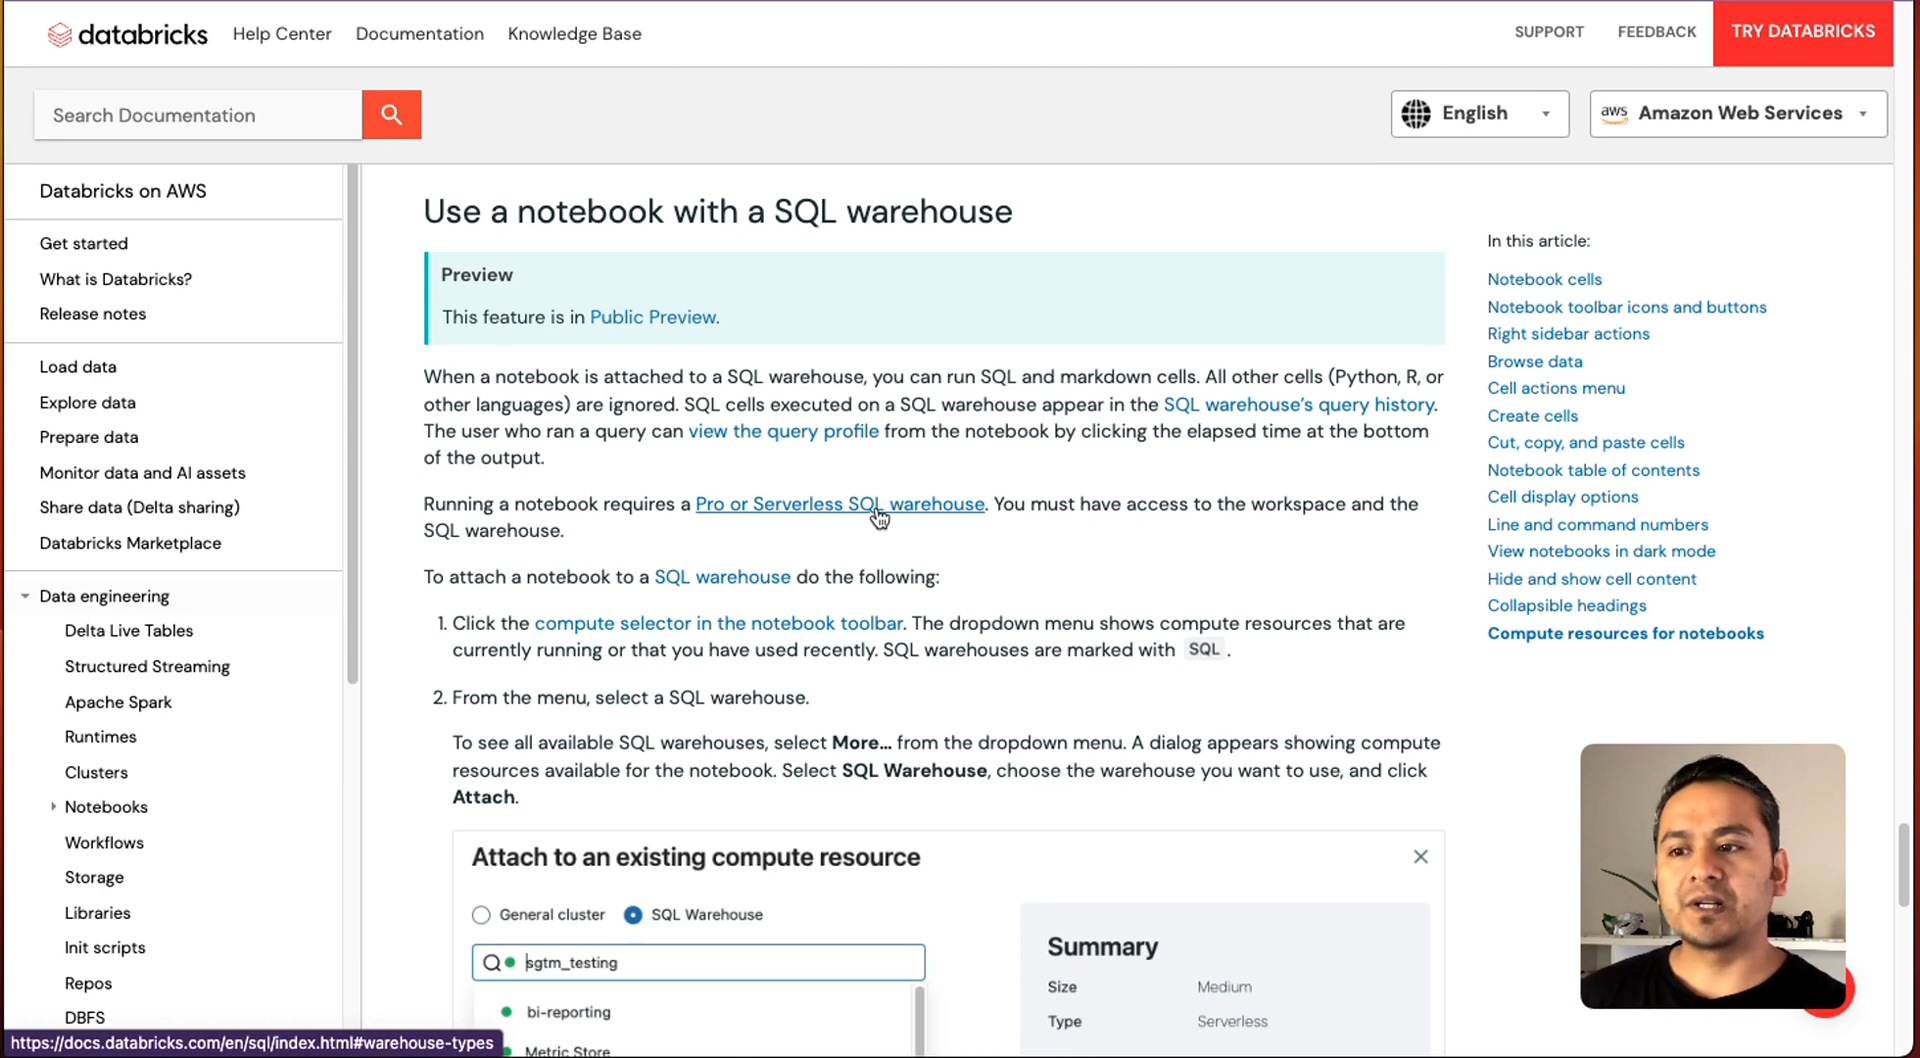 databricks Help Center Documentation Knowledge Base SUPPORT FEEDBACK TRY DATABRICKS
Search Documentation English aws Amazon Web Services
Databricks on AWS
Get started
What is Databricks?
Release notes
Load data
Explore data
Prepare data
Monitor data and AI assets
Share data (Delta sharing)
Databricks Marketplace
Data engineering
Delta Live Tables
Structured Streaming
Apache Spark
Runtimes
Clusters
Notebooks
Workflows
Storage
Libraries
Init scripts
Repos
DBFS
https://docs.databricks.com/en/sql/index.html#warehouse-types
Use a notebook with a SQL warehouse
Preview
This feature is in Public Preview.
When a notebook is attached to a SQL warehouse, you can run SQL and markdown cells. All other cells (Python, R, or
other languages) are ignored. SQL cells executed on a SQL warehouse appear in the SQL warehouse's query history.
The user who ran a query can view the query profile from the notebook by clicking the elapsed time at the bottom
of the output.
Running a notebook requires a Pro or Serverless SQL warehouse. You must have access to the workspace and the
SQL warehouse.
To attach a notebook to a SQL warehouse do the following:
1. Click the compute selector in the notebook toolbar. The dropdown menu shows compute resources that are
currently running or that you have used recently. SQL warehouses are marked with SQL .
2. From the menu, select a SQL warehouse.
To see all available SQL warehouses, select More... from the dropdown menu. A dialog appears showing compute
resources available for the notebook. Select SQL Warehouse, choose the warehouse you want to use, and click
Attach.
Attach to an existing compute resource
General cluster SQL Warehouse
sgtm_testing
bi-reporting
Metric Store
Summary
Size Medium
Type Serverless
In this article:
Notebook cells
Notebook toolbar icons and buttons
Right sidebar actions
Browse data
Cell actions menu
Create cells
Cut, copy, and paste cells
Notebook table of contents
Cell display options
Line and command numbers
View notebooks in dark mode
Hide and show cell content
Collapsible headings
Compute resources for notebooks